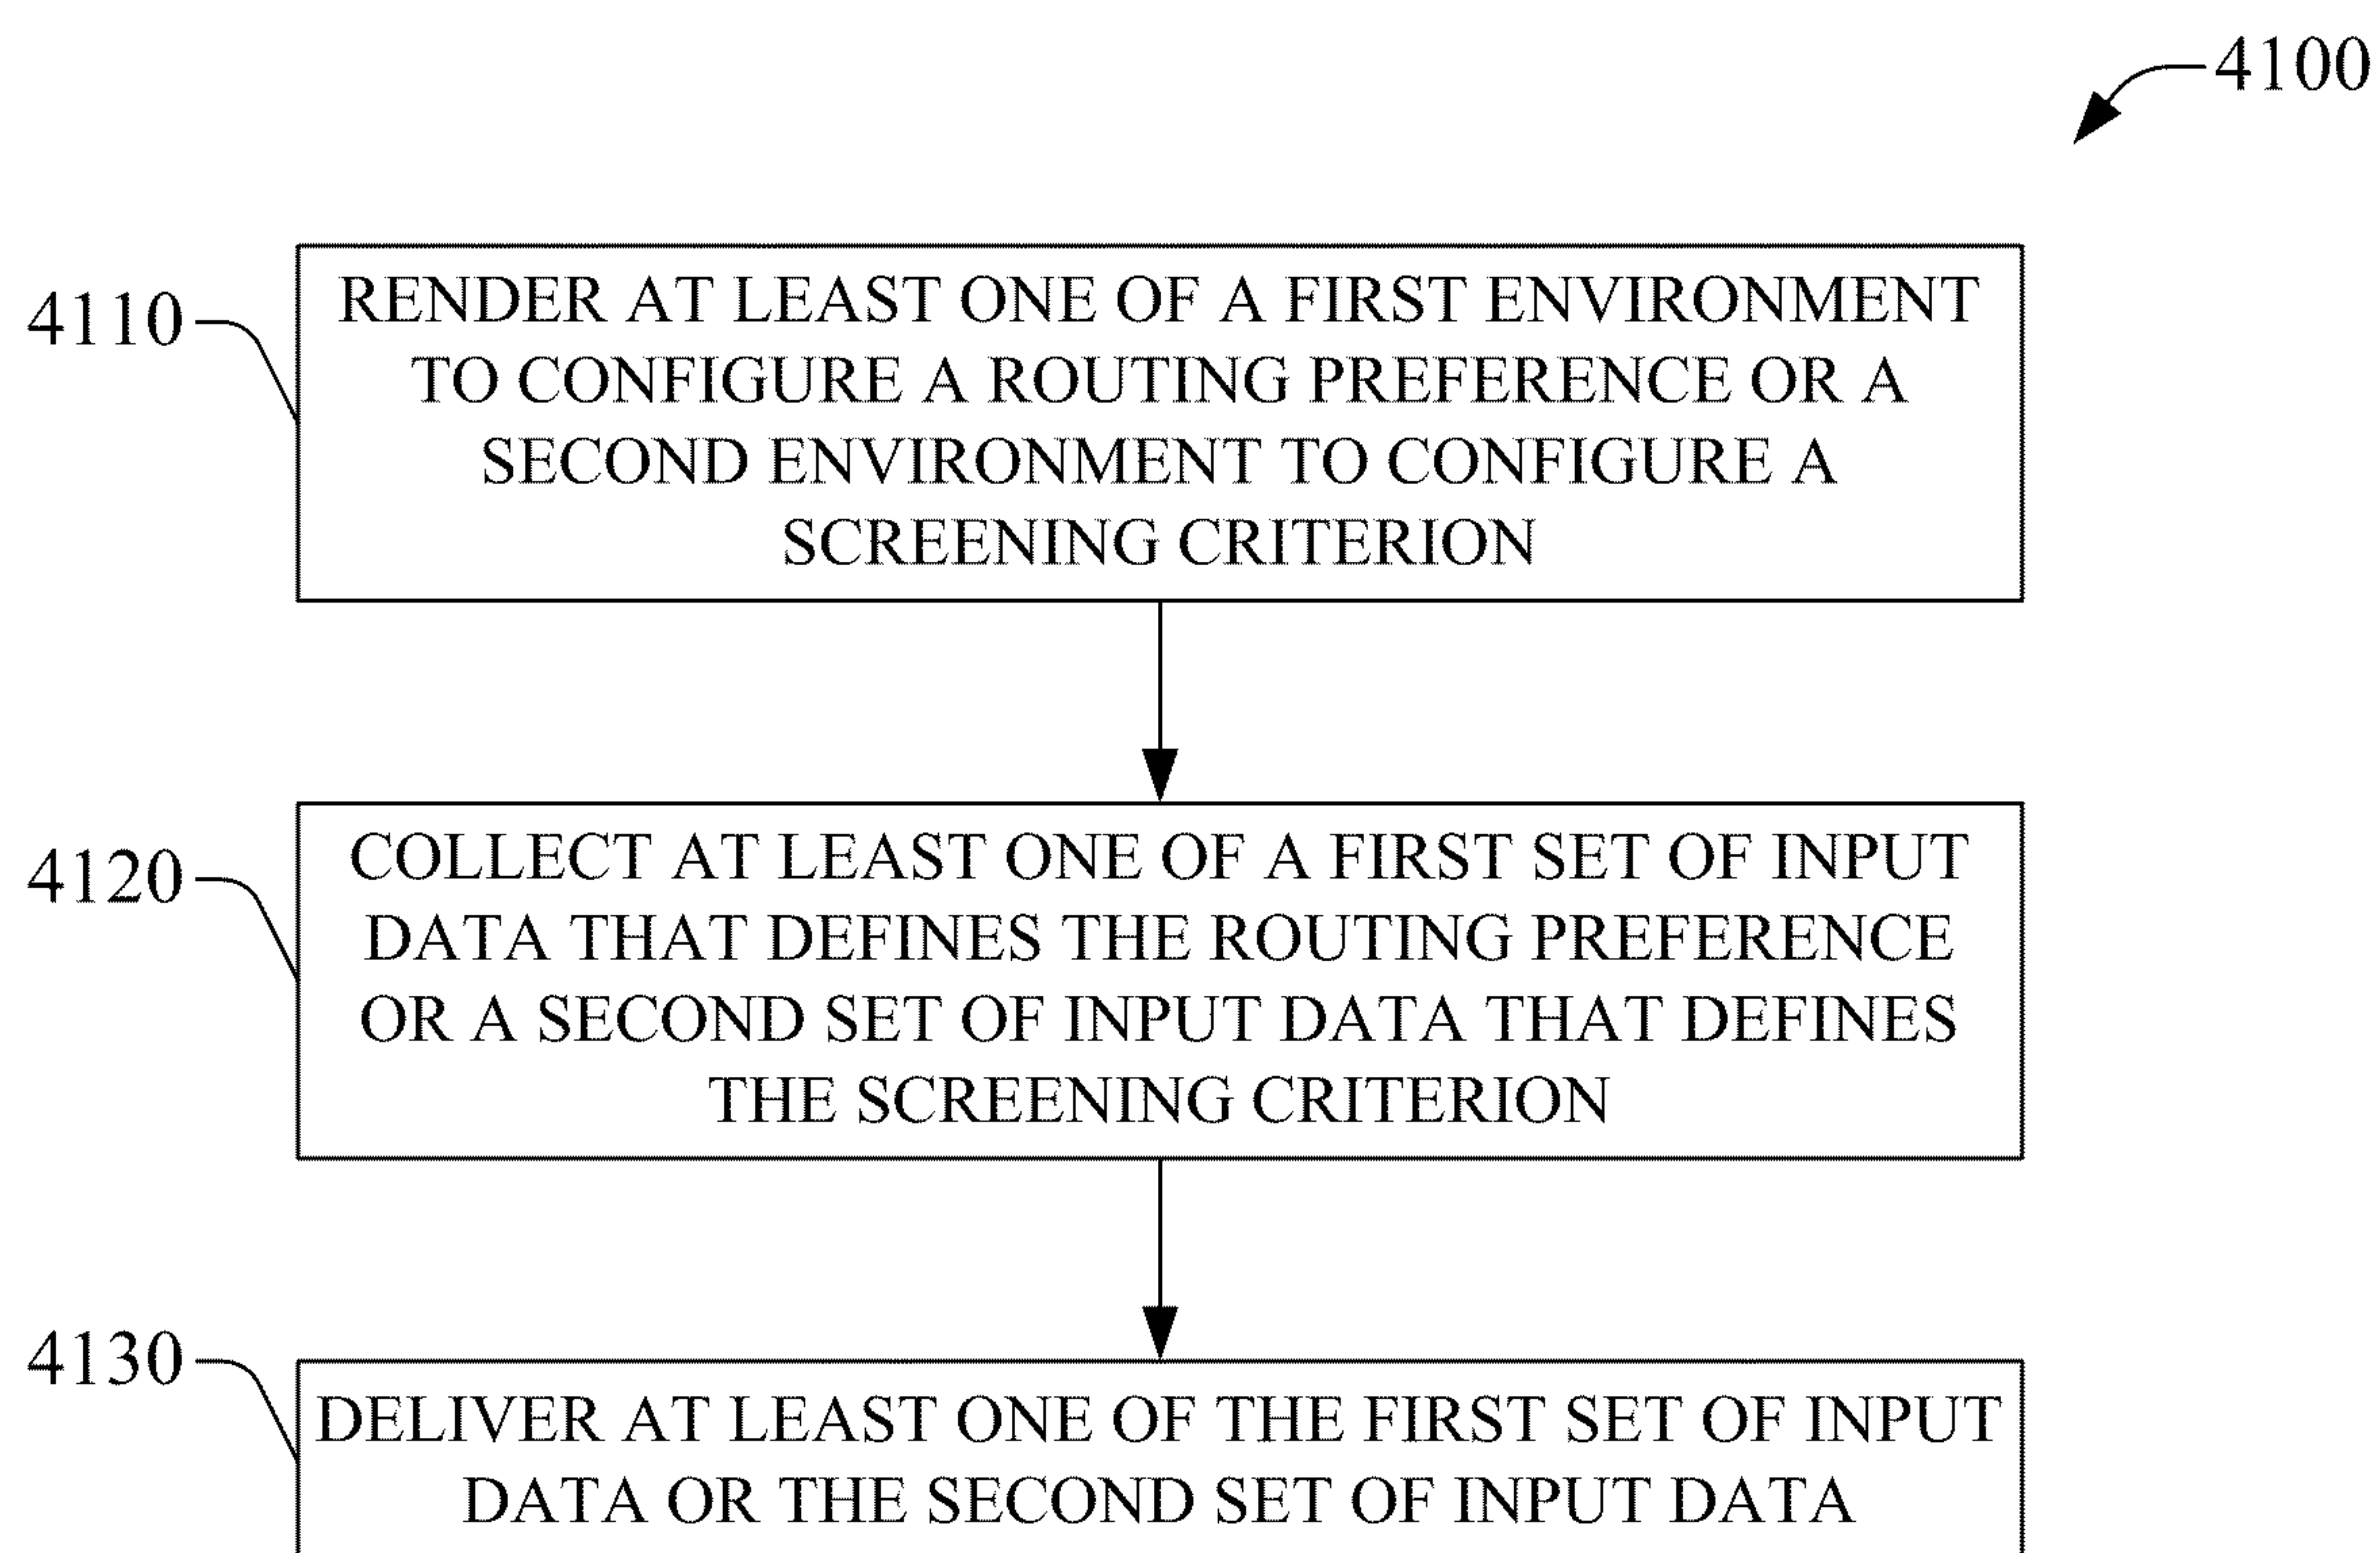 4100
4110
RENDER AT LEAST ONE OF A FIRST ENVIRONMENT
TO CONFIGURE A ROUTING PREFERENCE OR A
SECOND ENVIRONMENT TO CONFIGURE A
SCREENING CRITERION
4120
COLLECT AT LEAST ONE OF A FIRST SET OF INPUT
DATA THAT DEFINES THE ROUTING PREFERENCE
OR A SECOND SET OF INPUT DATA THAT DEFINES
THE SCREENING CRITERION
4130
DELIVER AT LEAST ONE OF THE FIRST SET OF INPUT
DATA OR THE SECOND SET OF INPUT DATA